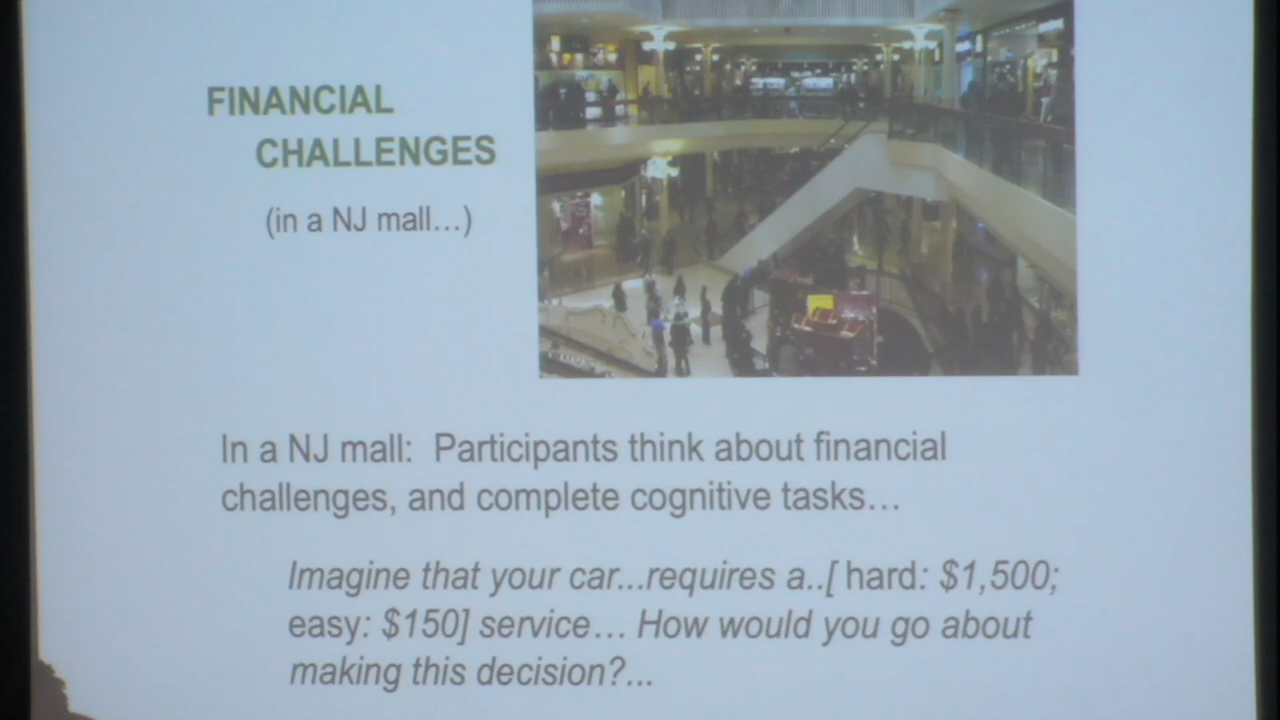 FINANCIAL
CHALLENGES
(in a NJ mall…)
In a NJ mall: Participants think about financial
challenges, and complete cognitive tasks…
Imagine that your car...requires a..[ hard: $1,500;
easy: $150] service… How would you go about
making this decision?...